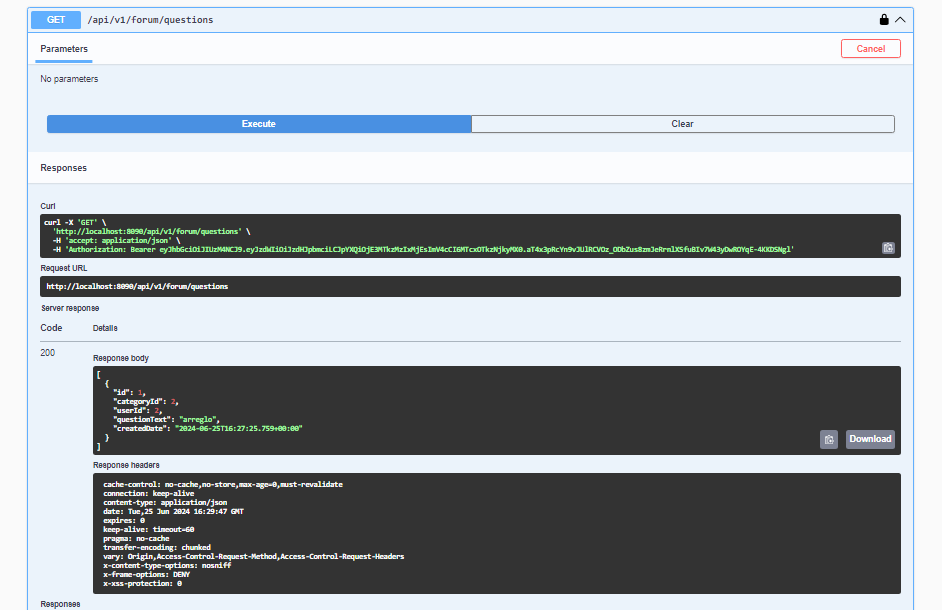 GET /api/v1/forum/questions
Parameters
Cancel
No parameters
Execute
Clear
Responses
Curl
curl -X 'GET' \
'http://localhost:8090/api/v1/forum/questions' \
-H 'accept: application/json' \
-H 'Authorization: Bearer
Request URL
http://localhost:8090/api/v1/forum/questions
Server response
Code Details
200
Response body
[
{
"id": 1,
"categoryId": 2,
"userId": 2,
"questionText": "arreglo",
"createdDate": "2024-06-25T16:27:25.759+00:00"
}
]
Download
Response headers
cache-control: no-cache,no-store,max-age=0,must-revalidate
connection: keep-alive
content-type: application/json
date: Tue,25 Jun 2024 16:29:47 GMT
expires: 0
keep-alive: timeout=60
pragma: no-cache
transfer-encoding: chunked
vary: Origin,Access-Control-Request-Method,Access-Control-Request-Headers
x-content-type-options: nosniff
x-frame-options: DENY
x-xss-protection: 0
Responses